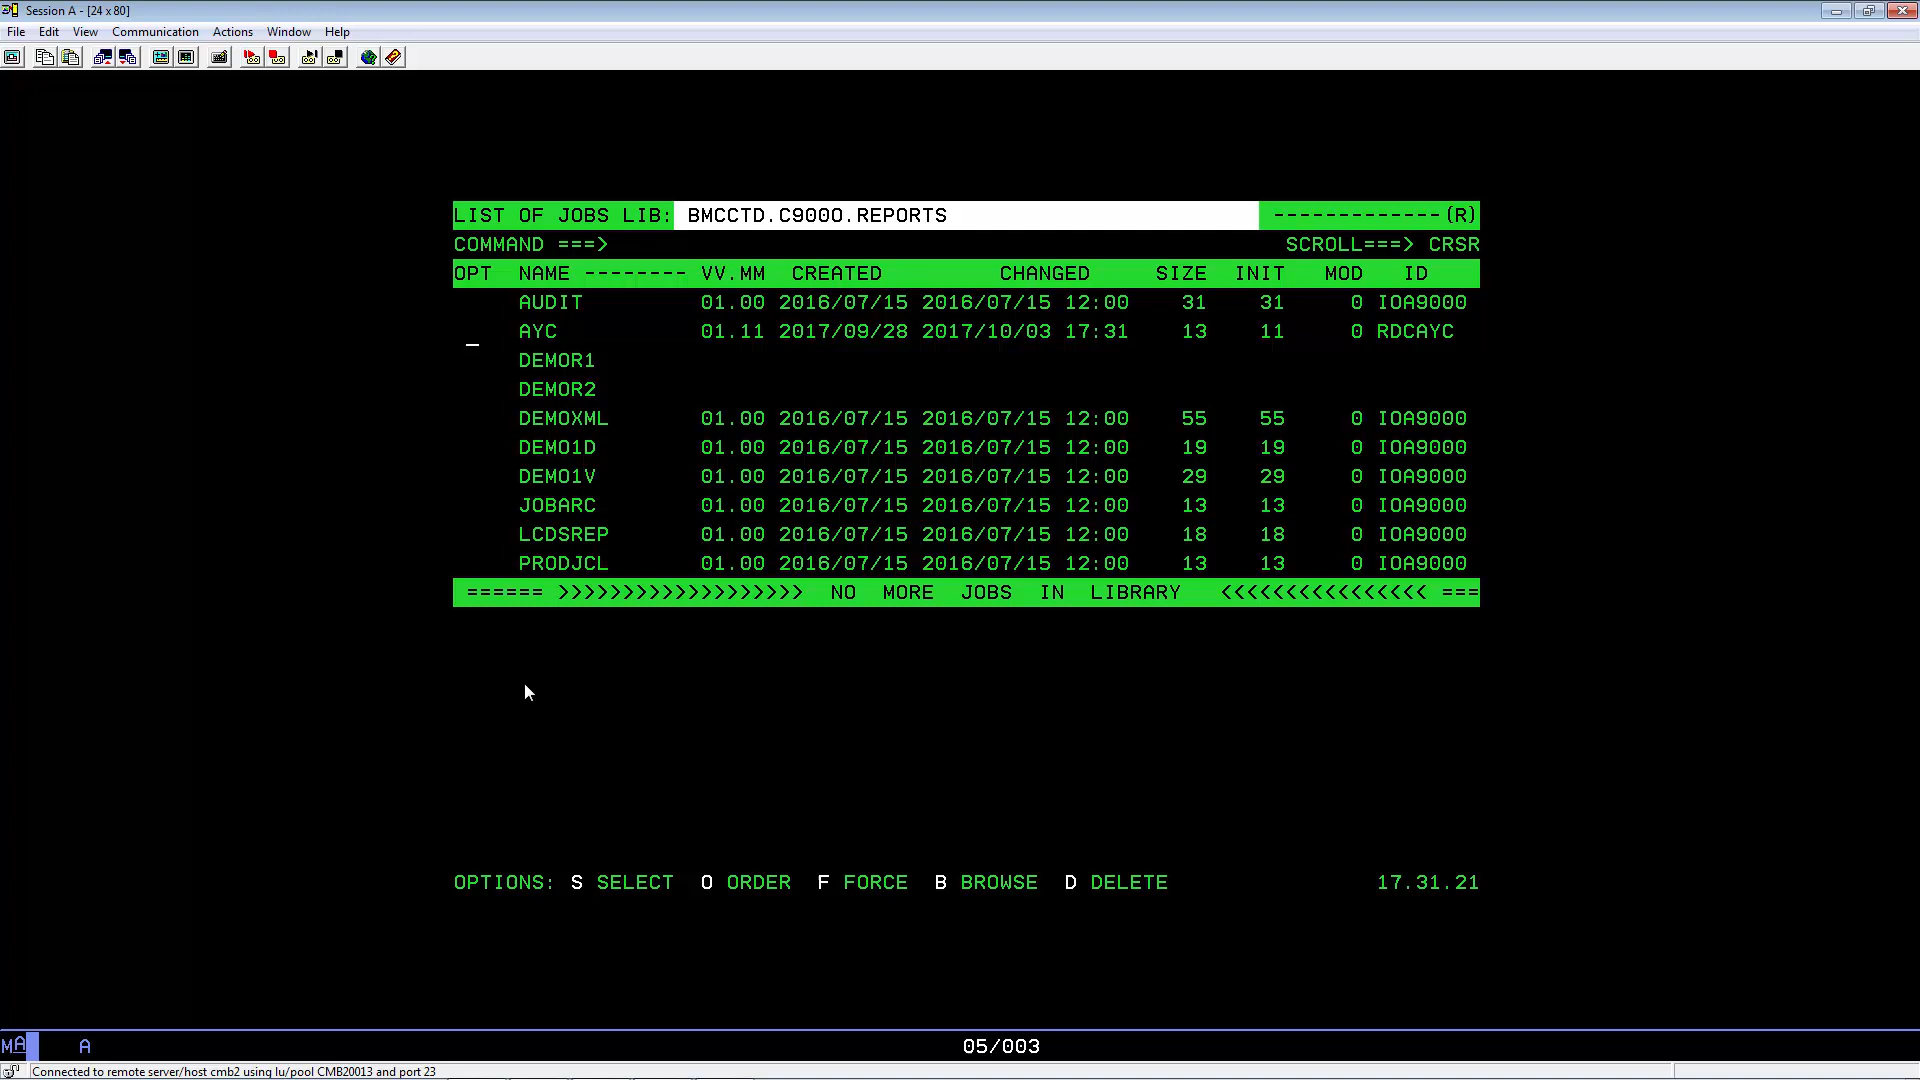 Session A - [24 x 80]
File Edit View Communication Actions Window Help
LIST OF JOBS LIB: BMCCTD.C900O.REPORTS -------------(R)
COMMAND ===> SCROLL===> CRSR
OPT NAME -------- VV.MM CREATED CHANGED SIZE INIT MOD ID
AUDIT 01.00 2016/07/15 2016/07/15 12:00 31 31 0 IOA9000
AYC 01.11 2017/09/28 2017/10/03 17:31 13 11 0 RDCAYC
DEMOR1
DEMOR2
DEMOXML 01.00 2016/07/15 2016/07/15 12:00 55 55 0 IOA9000
DEMO1D 01.00 2016/07/15 2016/07/15 12:00 19 19 0 IOA9000
DEMO1V 01.00 2016/07/15 2016/07/15 12:00 29 29 0 IOA9000
JOBARC 01.00 2016/07/15 2016/07/15 12:00 13 13 0 IOA9000
LCDSREP 01.00 2016/07/15 2016/07/15 12:00 18 18 0 IOA9000
PRODJCL 01.00 2016/07/15 2016/07/15 12:00 13 13 0 IOA9000
====== >>>>>>>>>>>>>>>>>>> NO MORE JOBS IN LIBRARY <<<<<<<<<<<<<<<< ===
OPTIONS: S SELECT O ORDER F FORCE B BROWSE D DELETE 17.31.21
MA A 05/003
Connected to remote server/host cmb2 using lu/pool CMB20013 and port 23